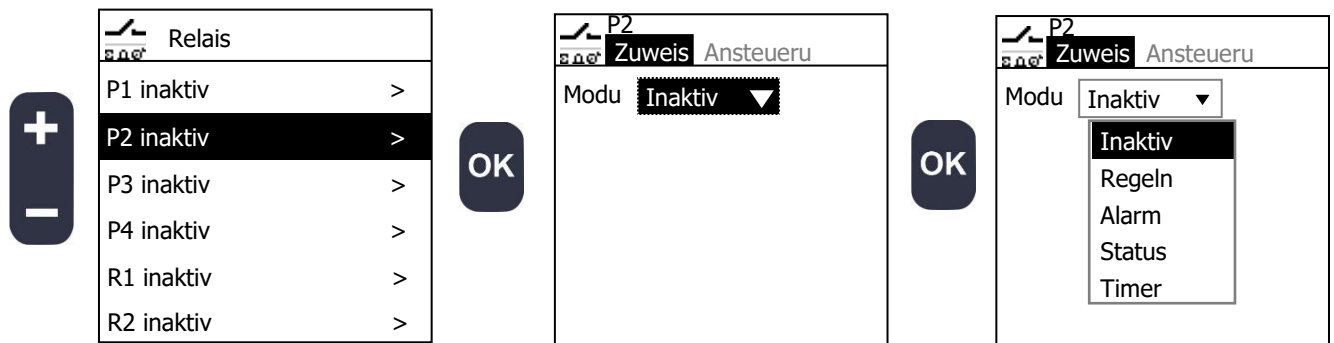 Relais
P1 inaktiv >
P2 inaktiv >
P3 inaktiv >
P4 inaktiv >
R1 inaktiv >
R2 inaktiv >
OK
P2
Zuweis Ansteueru
Modu Inaktiv
OK
P2
Zuweis Ansteueru
Modu Inaktiv
Inaktiv
Regeln
Alarm
Status
Timer